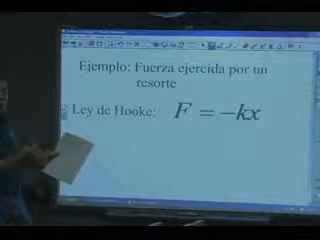 Ejemplo: Fuerza ejercida por un
resorte
Ley de Hooke: F = -kx